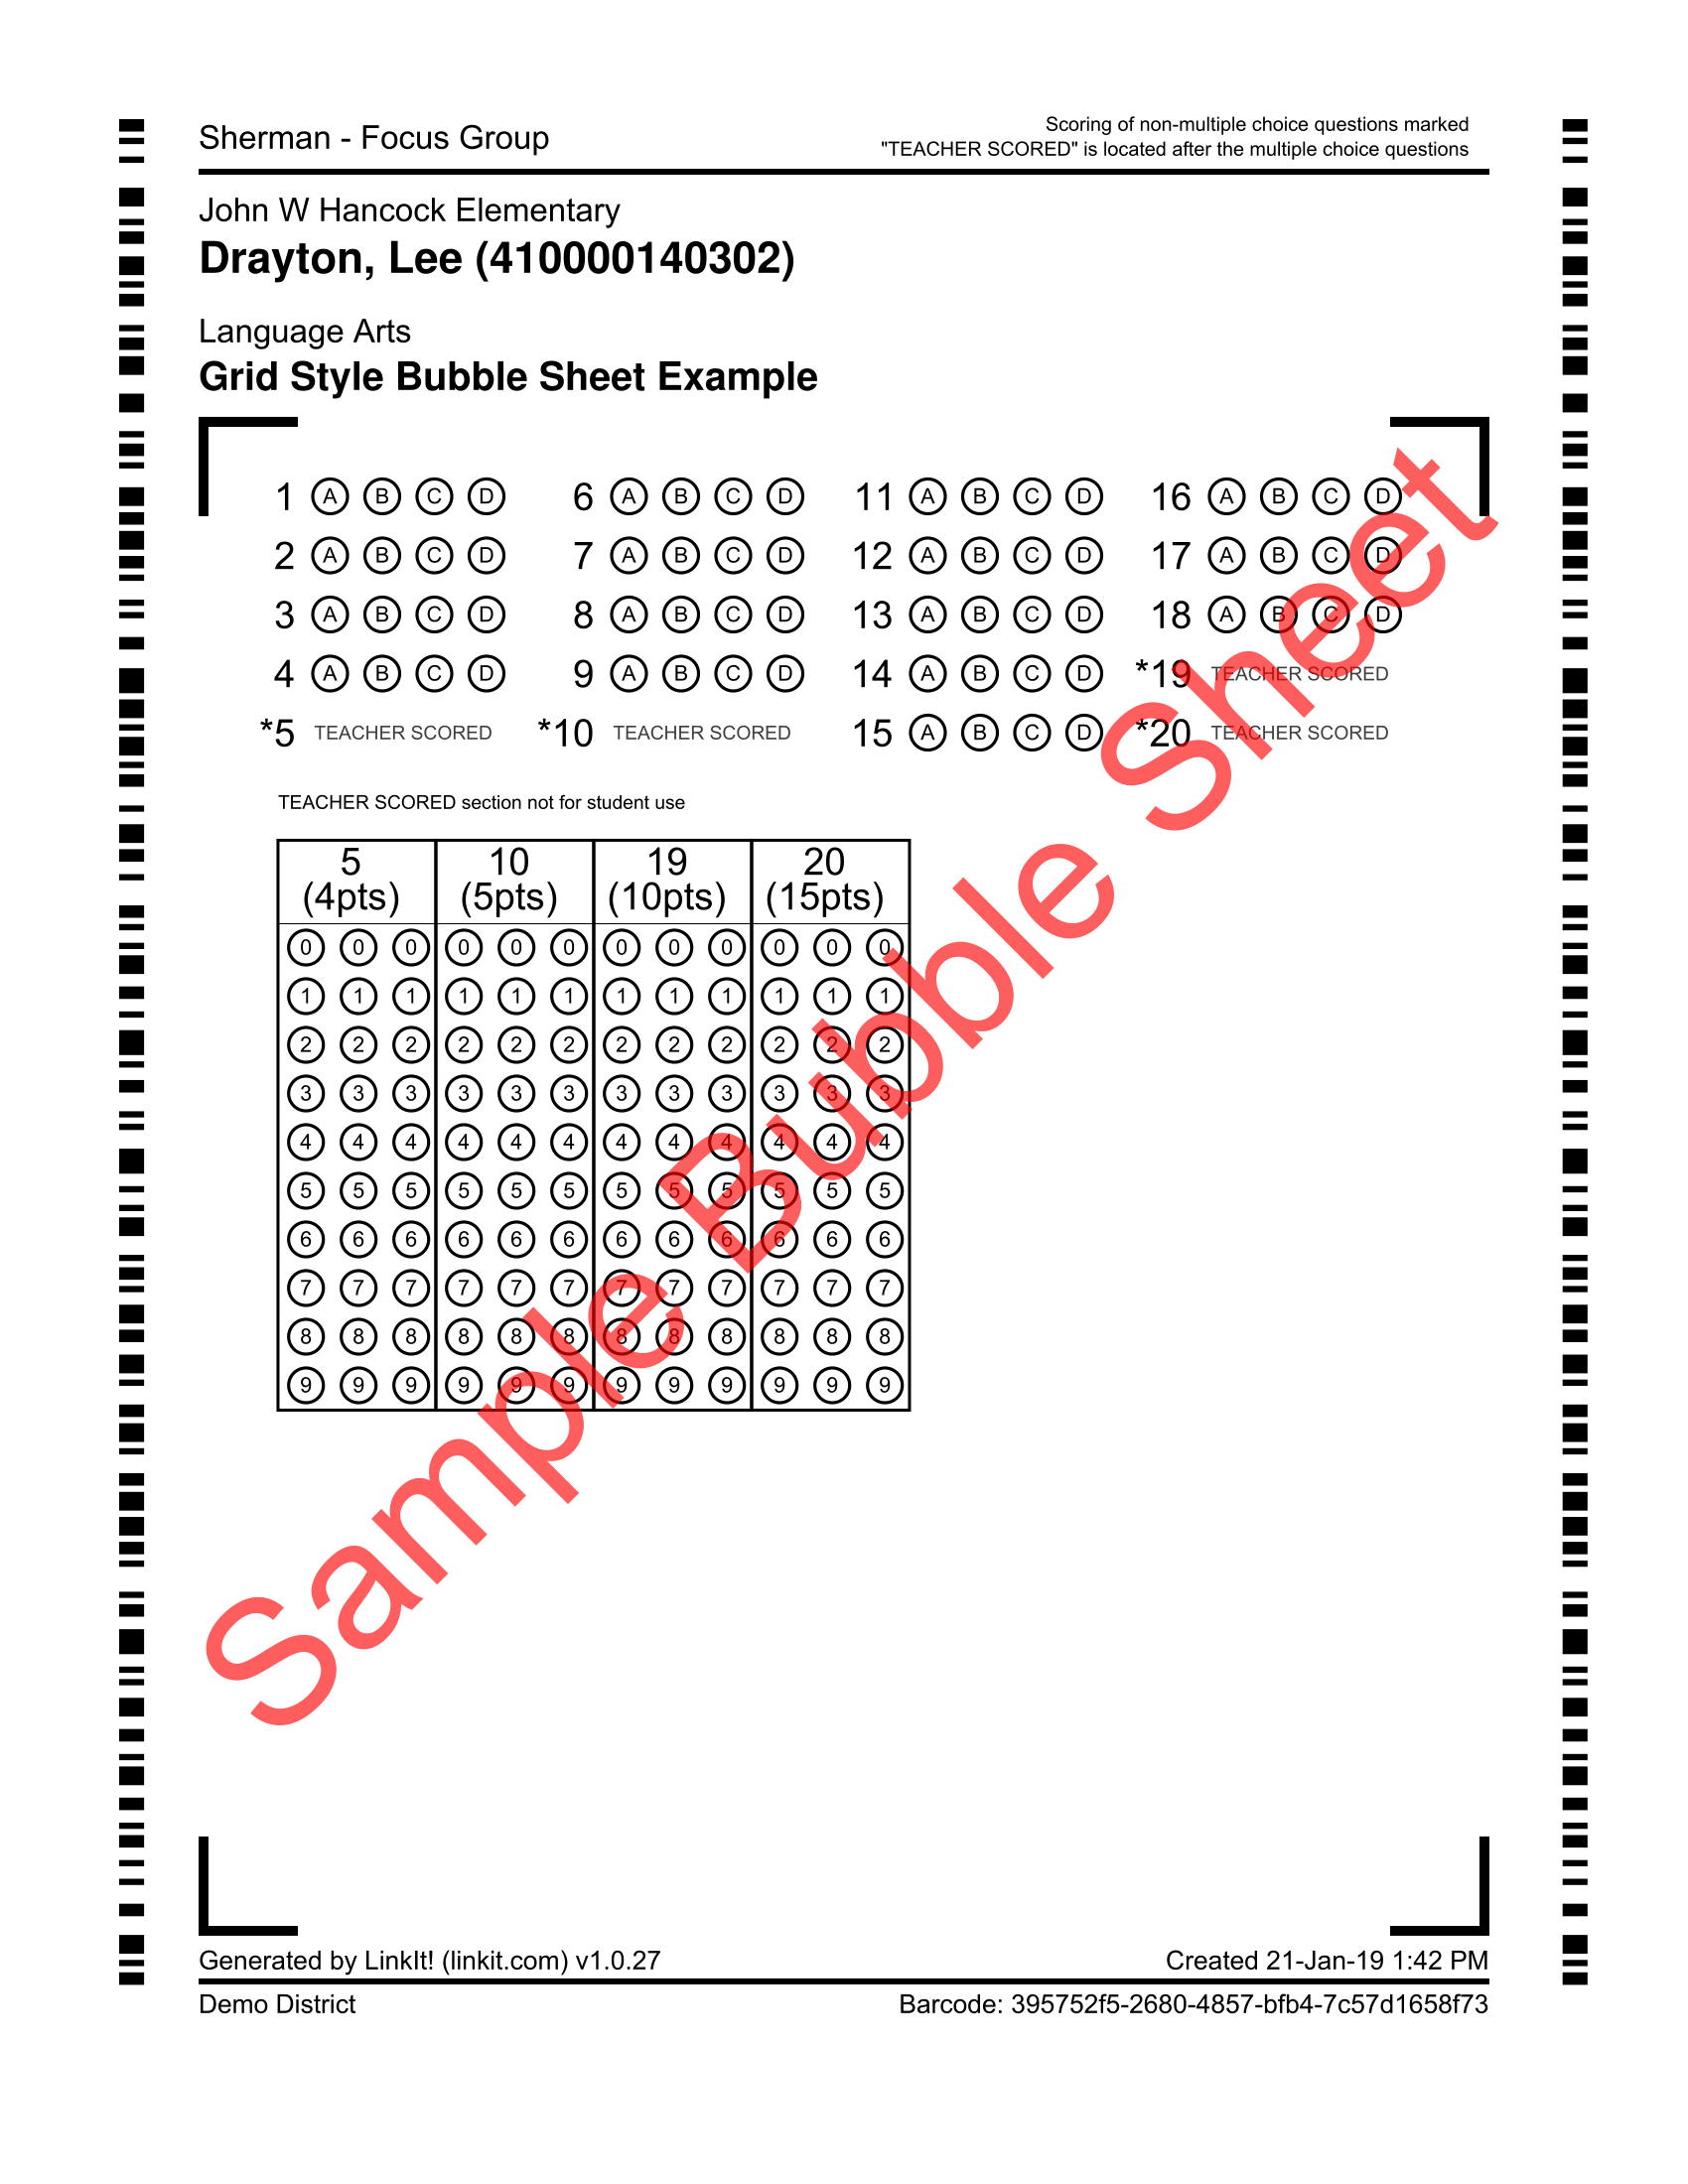 Sherman - Focus Group
Scoring of non-multiple choice questions marked
"TEACHER SCORED" is located after the multiple choice questions
John W Hancock Elementary
Drayton, Lee (410000140302)
Language Arts
Grid Style Bubble Sheet Example
1 A B C D 6 A B C D 11 A B C D 16 A B C D
2 A B C D 7 A B C D 12 A B C D 17 A B C D
3 A B C D 8 A B C D 13 A B C D 18 A B C D
4 A B C D 9 A B C D 14 A B C D *19 TEACHER SCORED
*5 TEACHER SCORED *10 TEACHER SCORED 15 A B C D *20 TEACHER SCORED
TEACHER SCORED section not for student use
5 10 19 20
(4pts) (5pts) (10pts) (15pts)
0 0 0 0 0 0 0 0 0 0 0 0
1 1 1 1 1 1 1 1 1 1 1 1
2 2 2 2 2 2 2 2 2 2 2 2
3 3 3 3 3 3 3 3 3 3 3 3
4 4 4 4 4 4 4 4 4 4 4 4
5 5 5 5 5 5 5 5 5 5 5 5
6 6 6 6 6 6 6 6 6 6 6 6
7 7 7 7 7 7 7 7 7 7 7 7
8 8 8 8 8 8 8 8 8 8 8 8
9 9 9 9 9 9 9 9 9 9 9 9
Sample Bubble Sheet
Generated by LinkIt! (linkit.com) v1.0.27
Created 21-Jan-19 1:42 PM
Demo District
Barcode: 395752f5-2680-4857-bfb4-7c57d1658f73